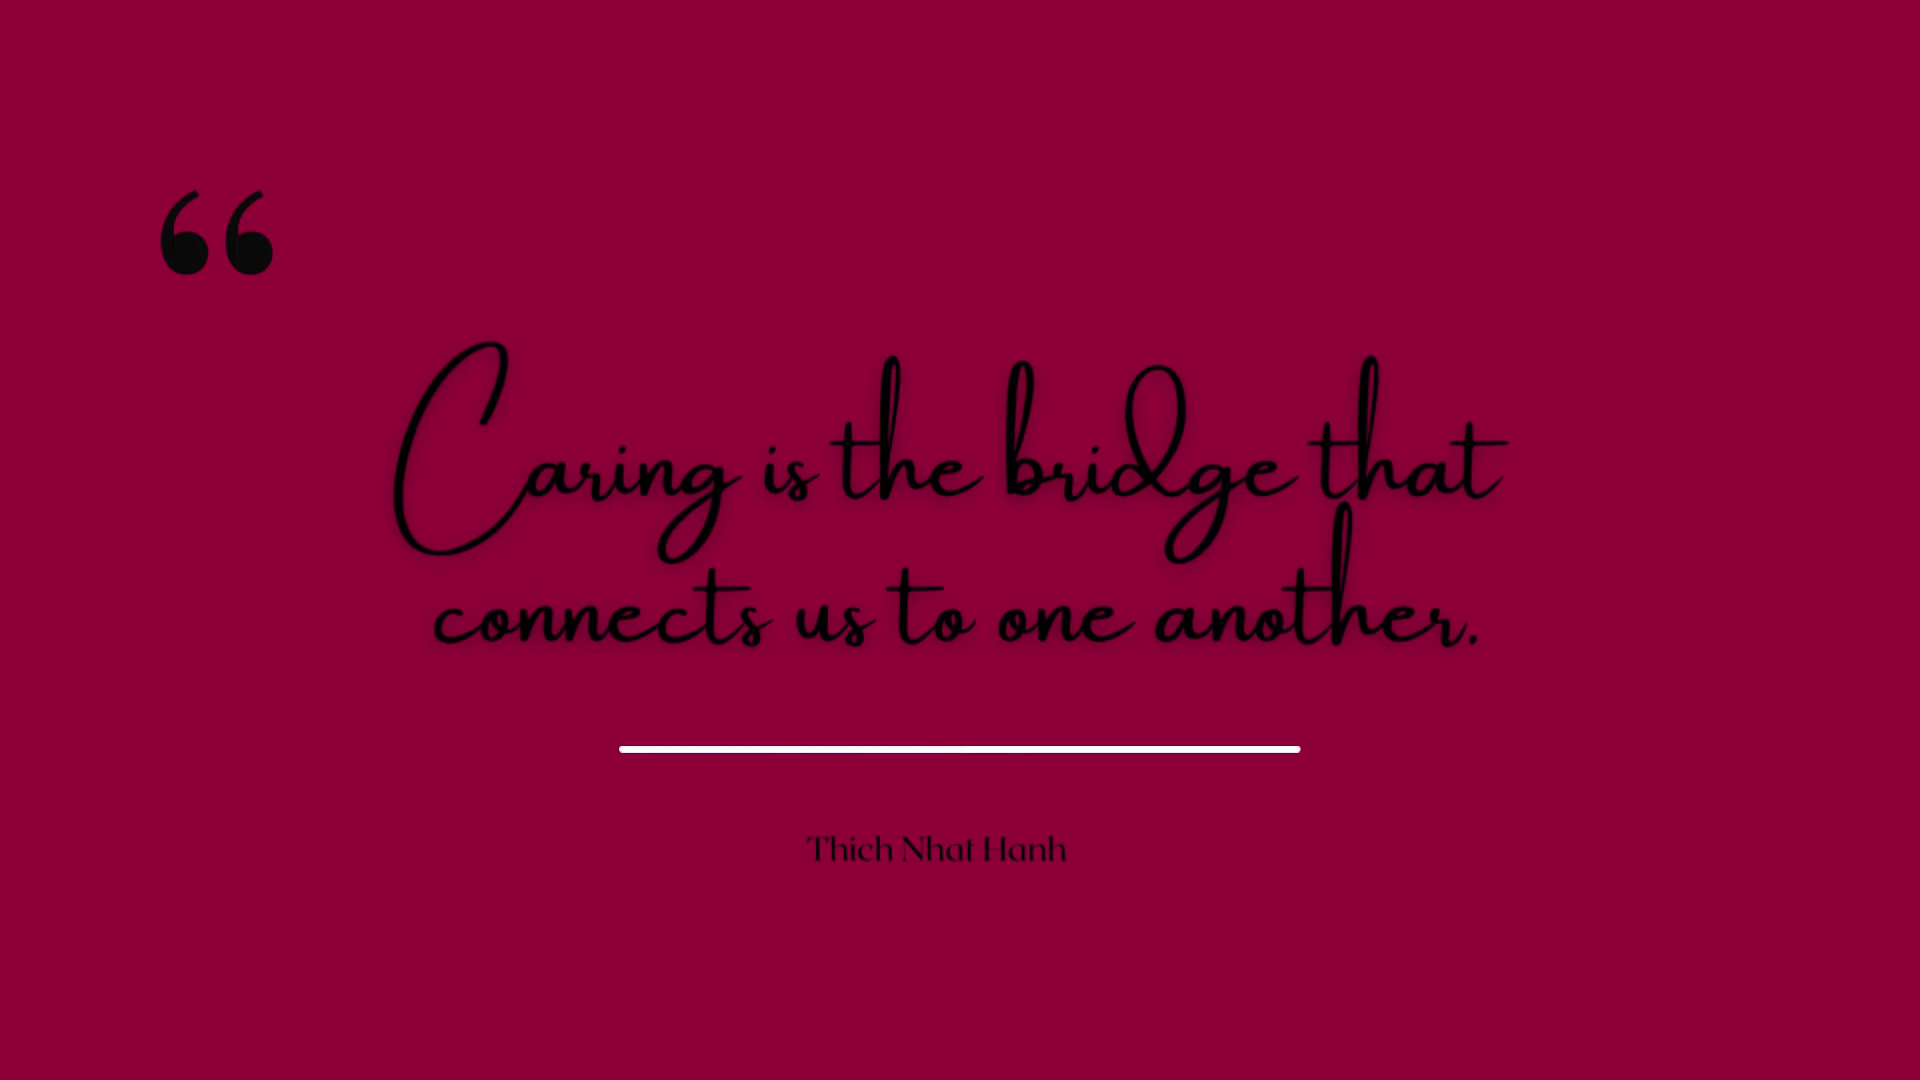 “
Caring is the bridge that
connects us to one another.
Thich Nhat Hanh